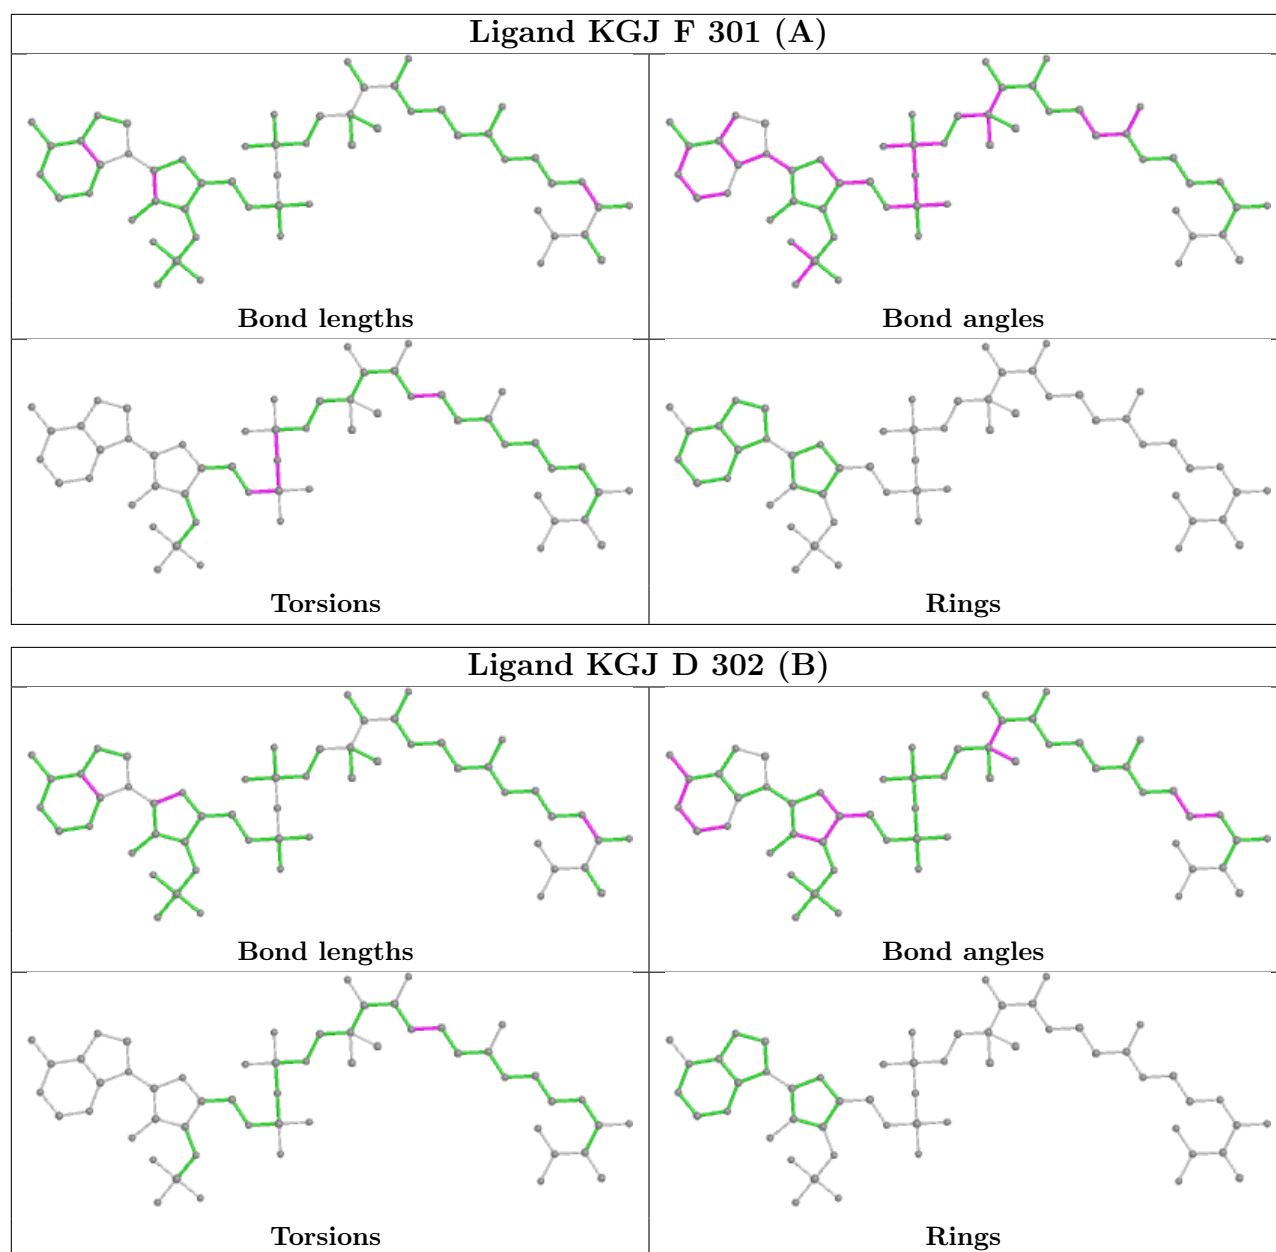 Ligand KGJ F 301 (A)
Bond lengths
Bond angles
Torsions
Rings
Ligand KGJ D 302 (B)
Bond lengths
Bond angles
Torsions
Rings